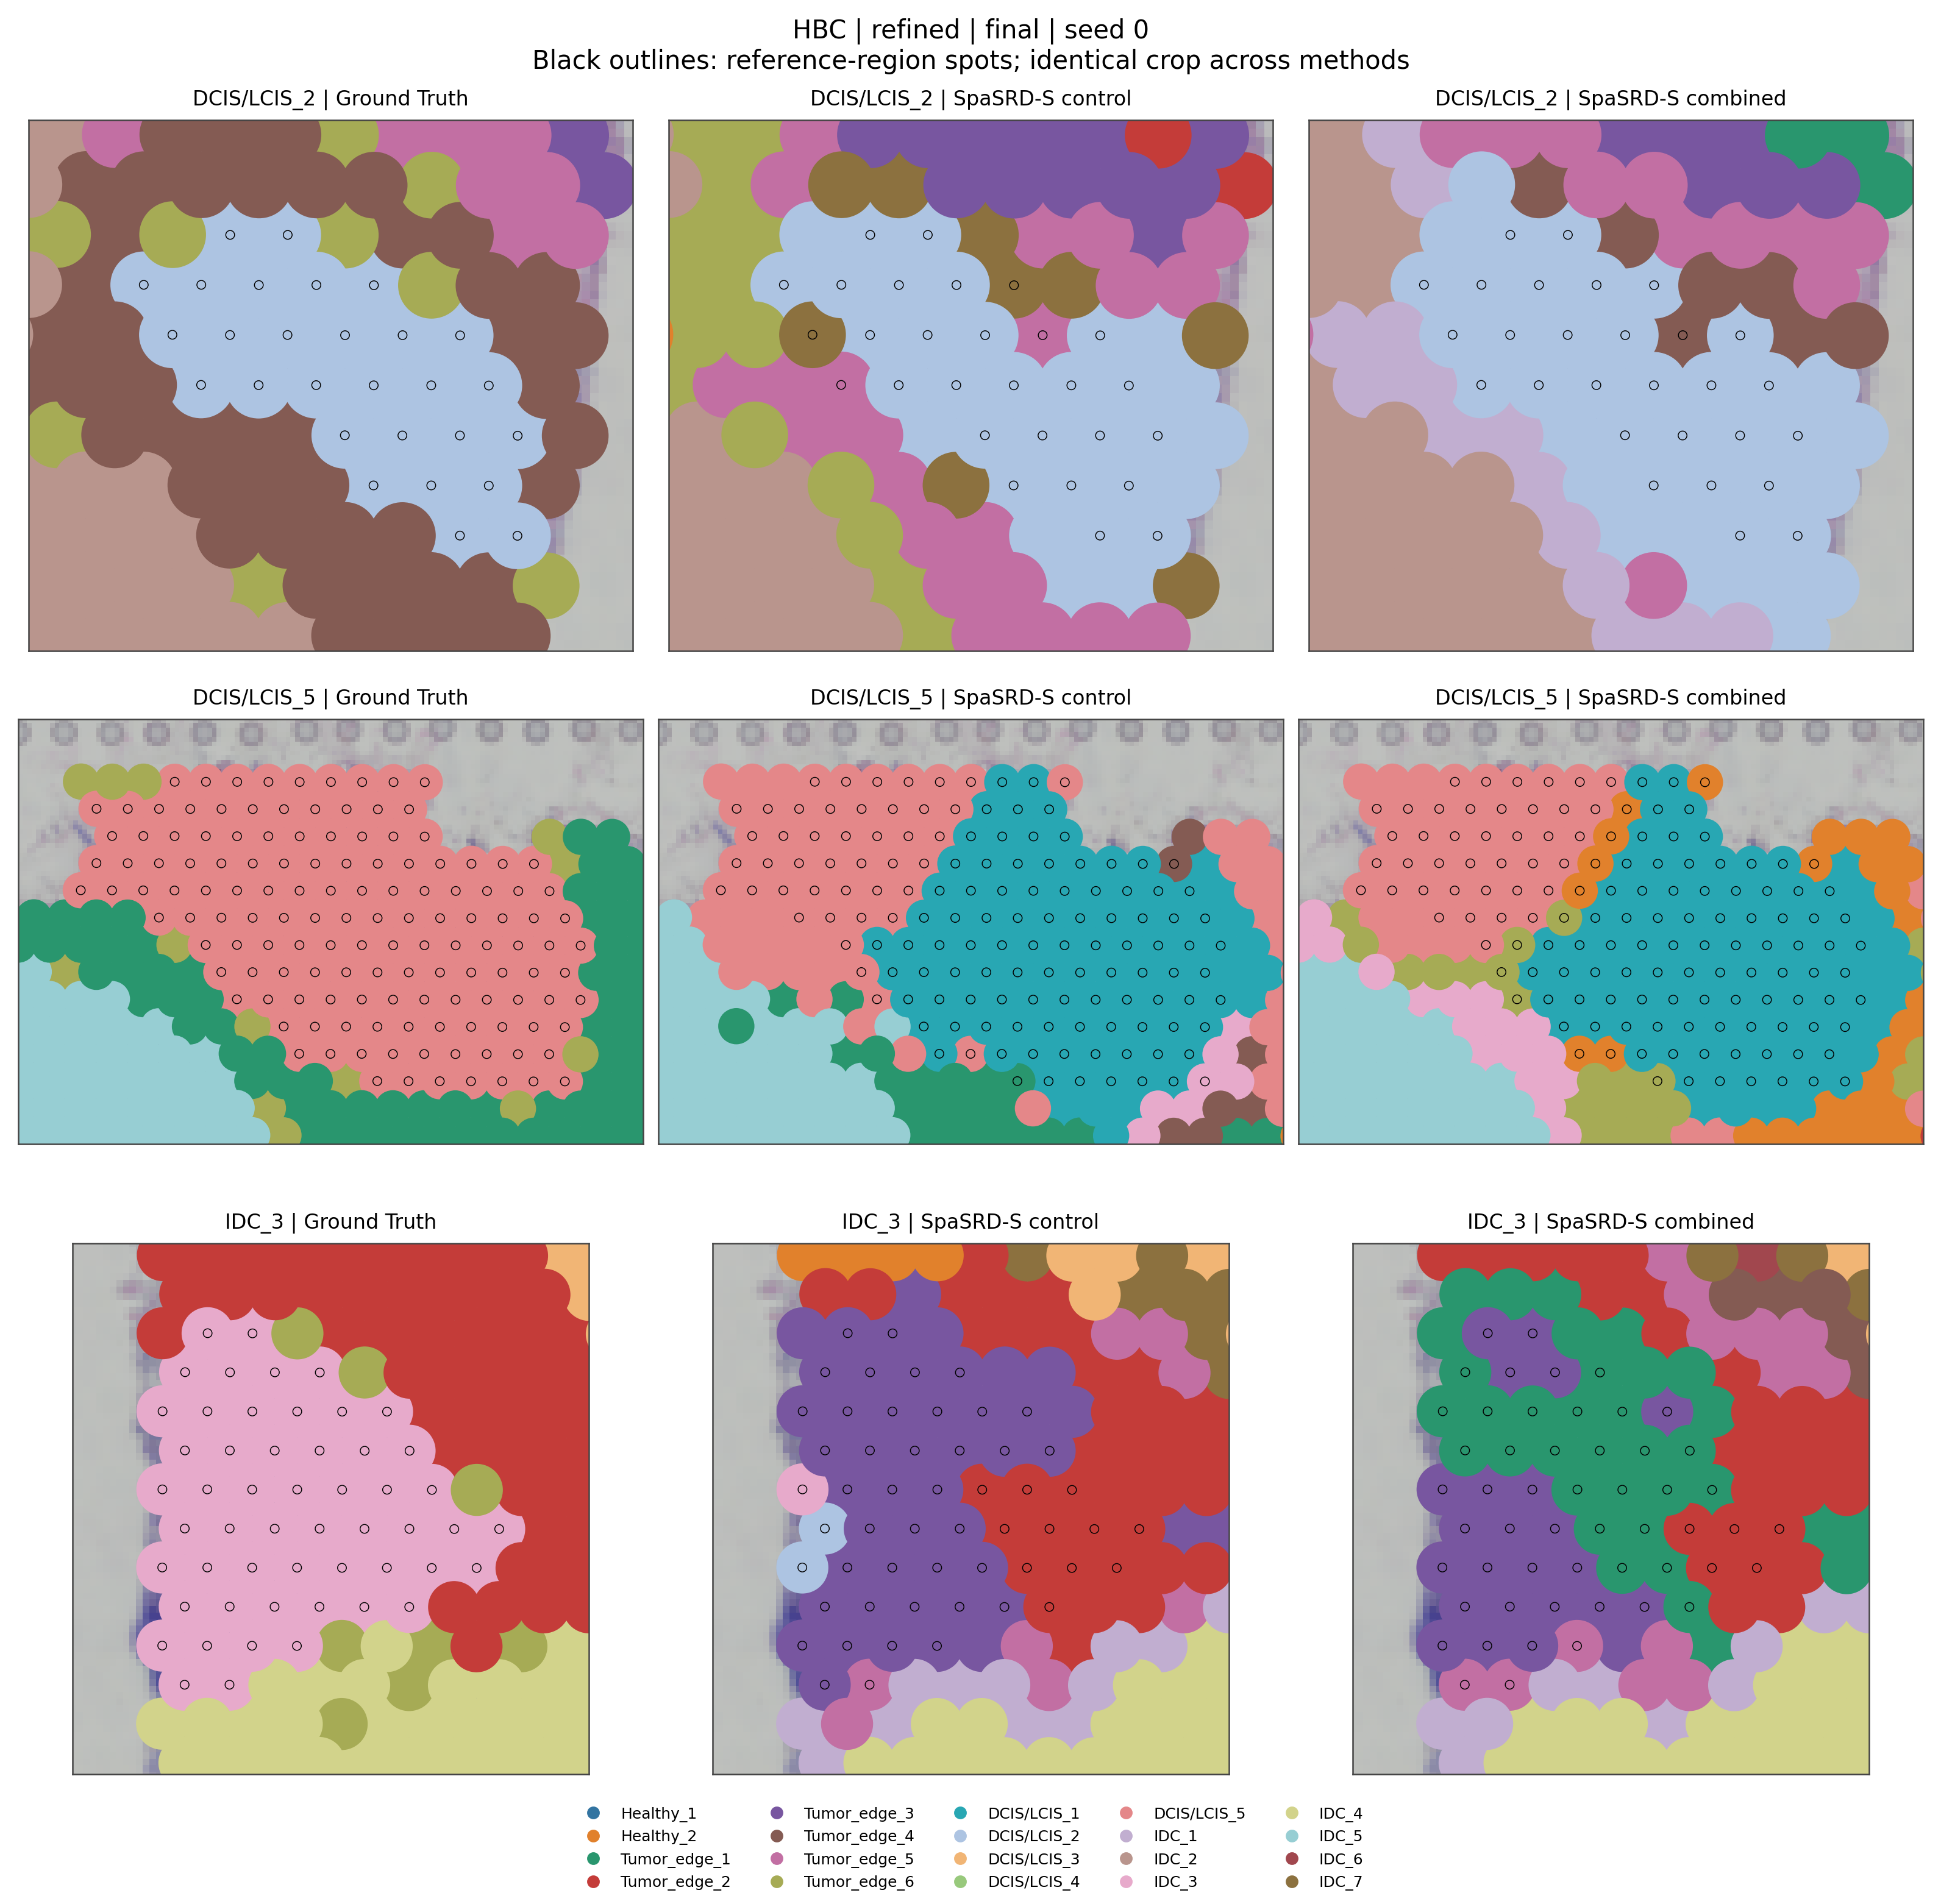 HBC | refined | final | seed 0
Black outlines: reference-region spots; identical crop across methods
DCIS/LCIS_2 | Ground Truth
DCIS/LCIS_2 | SpaSRD-S control
DCIS/LCIS_2 | SpaSRD-S combined
DCIS/LCIS_5 | Ground Truth
DCIS/LCIS_5 | SpaSRD-S control
DCIS/LCIS_5 | SpaSRD-S combined
IDC_3 | Ground Truth
IDC_3 | SpaSRD-S control
IDC_3 | SpaSRD-S combined
Healthy_1
Healthy_2
Tumor_edge_1
Tumor_edge_2
Tumor_edge_3
Tumor_edge_4
Tumor_edge_5
Tumor_edge_6
DCIS/LCIS_1
DCIS/LCIS_2
DCIS/LCIS_3
DCIS/LCIS_4
DCIS/LCIS_5
IDC_1
IDC_2
IDC_3
IDC_4
IDC_5
IDC_6
IDC_7